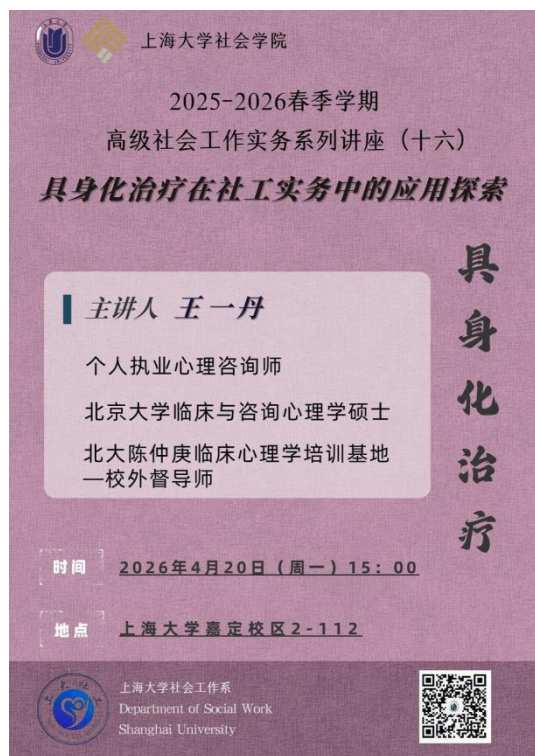 上海大学社会学院
2025-2026春季学期
高级社会工作实务系列讲座（十六）
具身化治疗在社工实务中的应用探索
具身化治疗
主讲人 王一丹
个人执业心理咨询师
北京大学临床与咨询心理学硕士
北大陈仲庚临床心理学培训基地
—校外督导师
时间 2026年4月20日（周一）15：00
地点 上海大学嘉定校区2-112
上海大学社会工作系
Department of Social Work
Shanghai University
上大社工